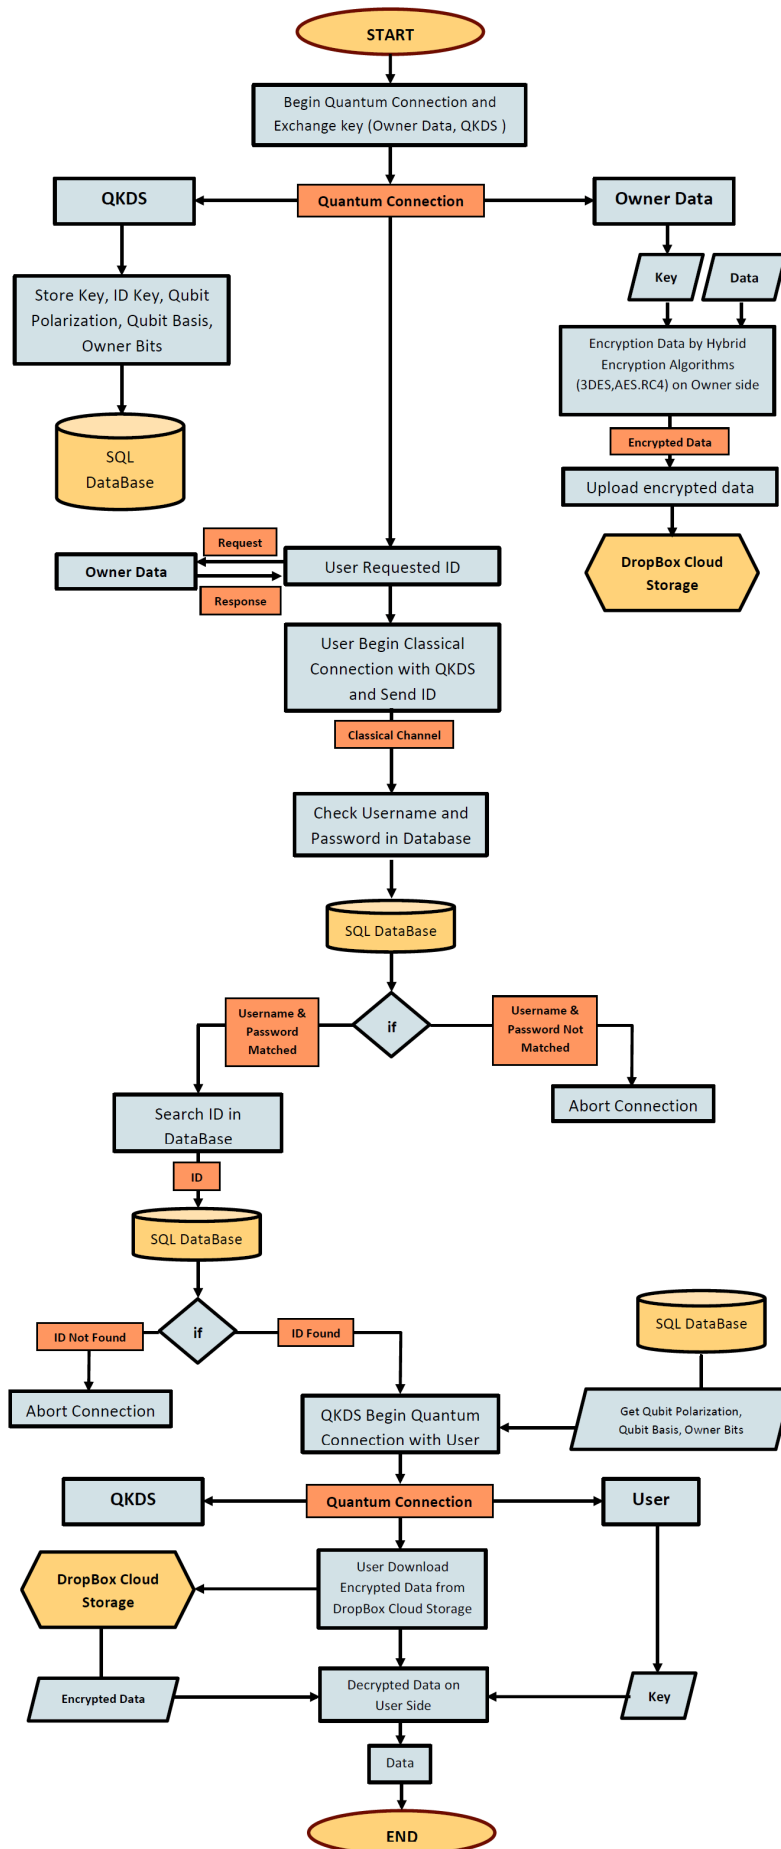 START
Begin Quantum Connection and
Exchange key (Owner Data, QKDS )
QKDS
Quantum Connection
Owner Data
Key
Data
Store Key, ID Key, Qubit
Polarization, Qubit Basis,
Owner Bits
Encryption Data by Hybrid
Encryption Algorithms
(3DES,AES.RC4) on Owner side
Encrypted Data
SQL
DataBase
Upload encrypted data
DropBox Cloud
Storage
Request
Owner Data
User Requested ID
Response
User Begin Classical
Connection with QKDS
and Send ID
Classical Channel
Check Username and
Password in Database
SQL DataBase
if
Username &
Password
Matched
Username &
Password Not
Matched
Search ID in
DataBase
Abort Connection
ID
SQL DataBase
if
ID Not Found
ID Found
SQL DataBase
Abort Connection
QKDS Begin Quantum
Connection with User
Get Qubit Polarization,
Qubit Basis, Owner Bits
QKDS
Quantum Connection
User
DropBox Cloud
Storage
User Download
Encrypted Data from
DropBox Cloud Storage
Encrypted Data
Decrypted Data on
User Side
Key
Data
END